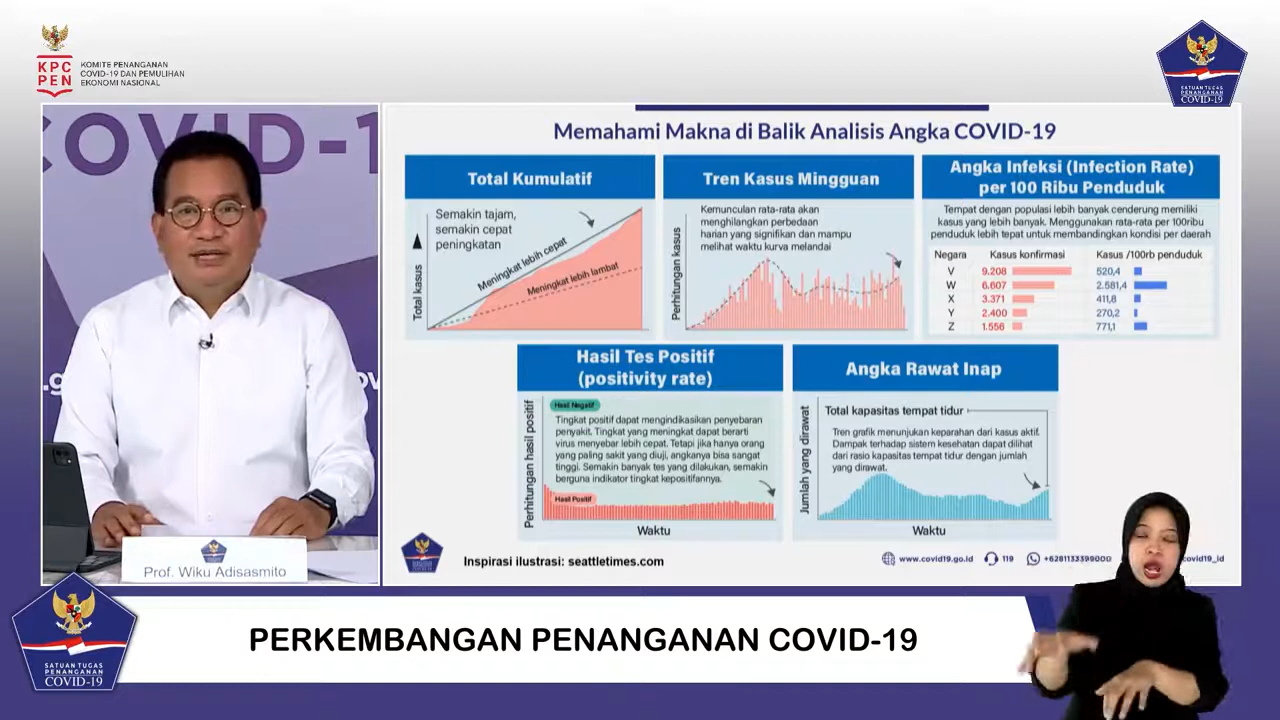 KPC
PEN
KOMITE PENANGANAN
COVID-19 DAN PEMULIHAN
EKONOMI NASIONAL
SATUAN TUGAS
PENANGANAN
COVID-19
COVID-1
Prof. Wiku Adisasmito
Memahami Makna di Balik Analisis Angka COVID-19
Total Kumulatif
Total kasus
Semakin tajam,
semakin cepat
peningkatan
Meningkat lebih cepat
Meningkat lebih lambat
Tren Kasus Mingguan
Perhitungan kasus
Kemunculan rata-rata akan
menghilangkan perbedaan
harian yang signifikan dan mampu
melihat waktu kurva melandai
Angka Infeksi (Infection Rate)
per 100 Ribu Penduduk
Tempat dengan populasi lebih banyak cenderung memiliki
kasus yang lebih banyak. Menggunakan rata-rata per 100ribu
penduduk lebih tepat untuk membandingkan kondisi per daerah
Negara Kasus konfirmasi Kasus /100rb penduduk
V 9.208 520,4
W 6.607 2.581,4
X 3.371 411,8
Y 2.400 270,2
Z 1.556 771,1
Hasil Tes Positif
(positivity rate)
Perhitungan hasil positif
Hasil Negatif
Tingkat positif dapat mengindikasikan penyebaran
penyakit. Tingkat yang meningkat dapat berarti
virus menyebar lebih cepat. Tetapi jika hanya orang
yang paling sakit yang diuji, angkanya bisa sangat
tinggi. Semakin banyak tes yang dilakukan, semakin
berguna indikator tingkat kepositifannya.
Hasil Positif
Waktu
Angka Rawat Inap
Jumlah yang dirawat
Total kapasitas tempat tidur
Tren grafik menunjukan keparahan dari kasus aktif.
Dampak terhadap sistem kesehatan dapat dilihat
dari rasio kapasitas tempat tidur dengan jumlah
yang dirawat.
Waktu
Inspirasi ilustrasi: seattletimes.com
www.covid19.go.id 119 +6281133399000 covid19_id
SATUAN TUGAS
PENANGANAN
COVID-19
PERKEMBANGAN PENANGANAN COVID-19